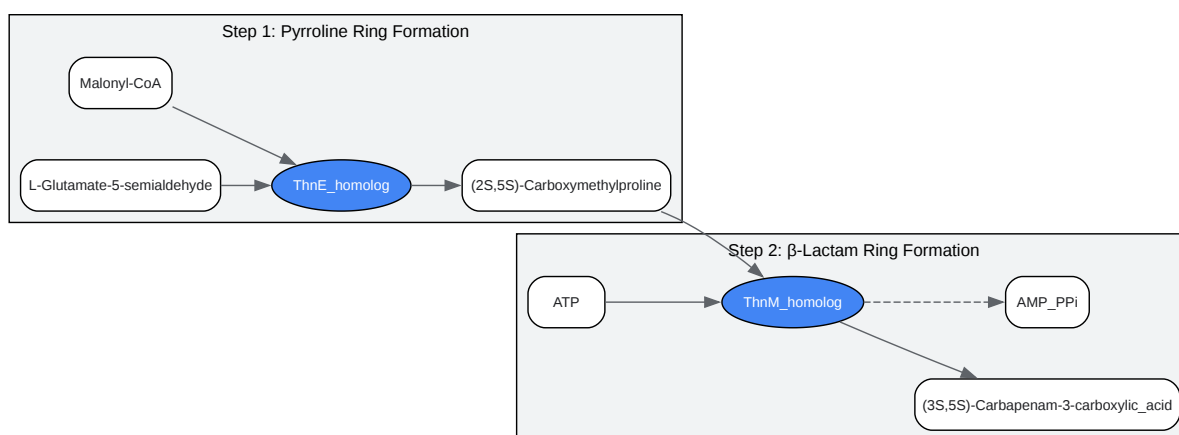 Step 1: Pyrroline Ring Formation
Malonyl-CoA
L-Glutamate-5-semialdehyde
ThnE_homolog
(2S,5S)-Carboxymethylproline
Step 2: β-Lactam Ring Formation
ATP
ThnM_homolog
AMP_PPi
(3S,5S)-Carbapenam-3-carboxylic_acid